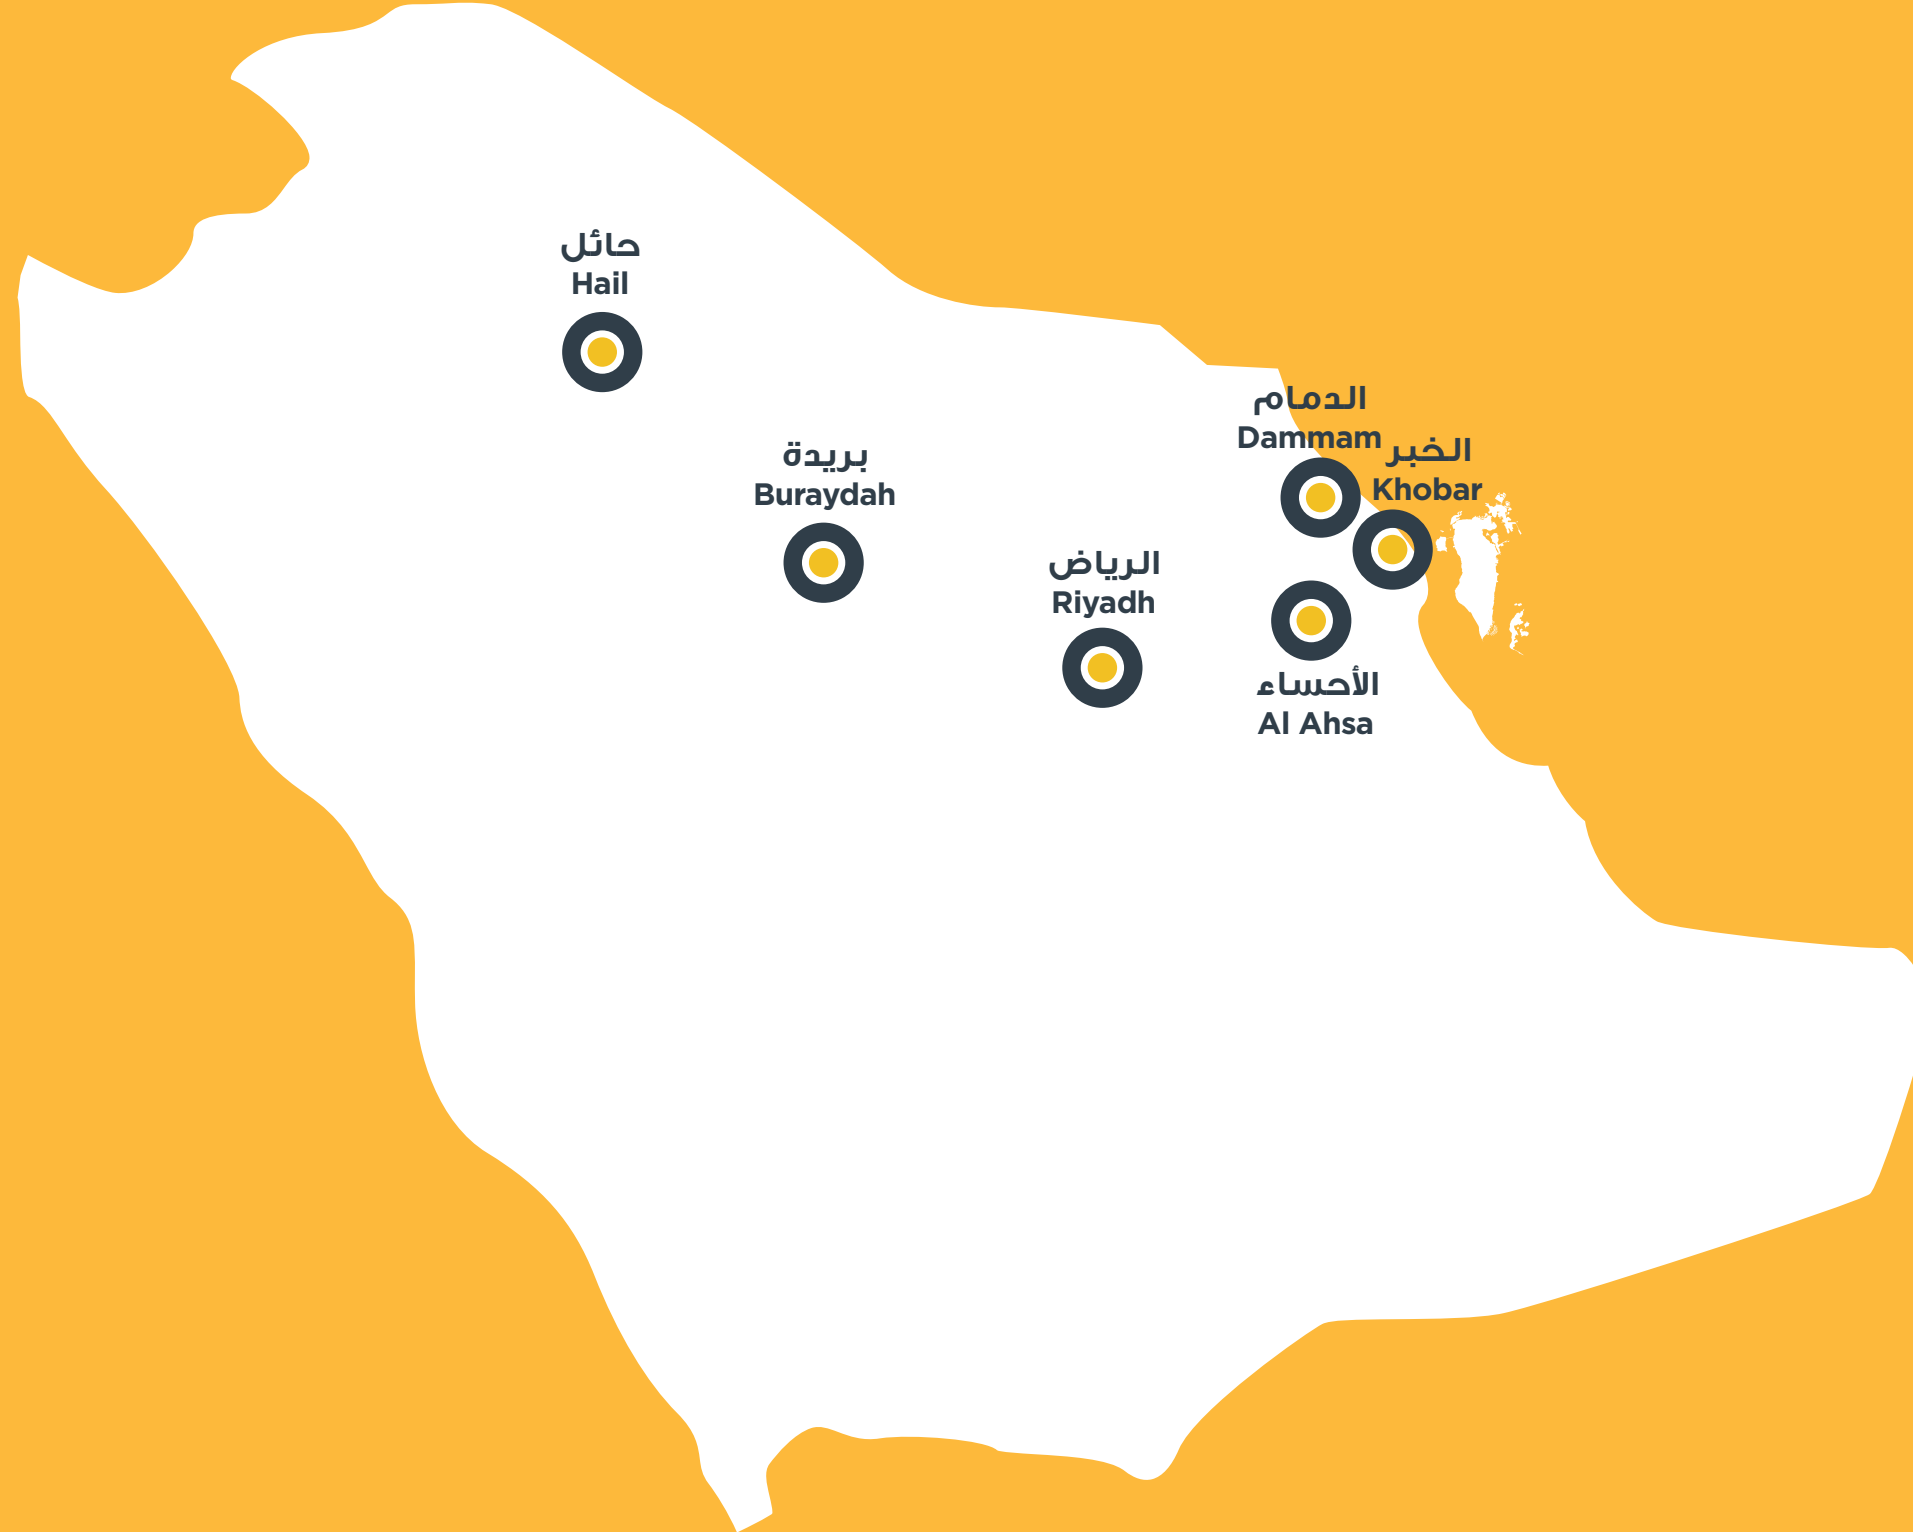 حائل
Hail
الدمام
Dammam
الخبر
Khobar
بريدة
Buraydah
الرياض
Riyadh
الأحساء
Al Ahsa